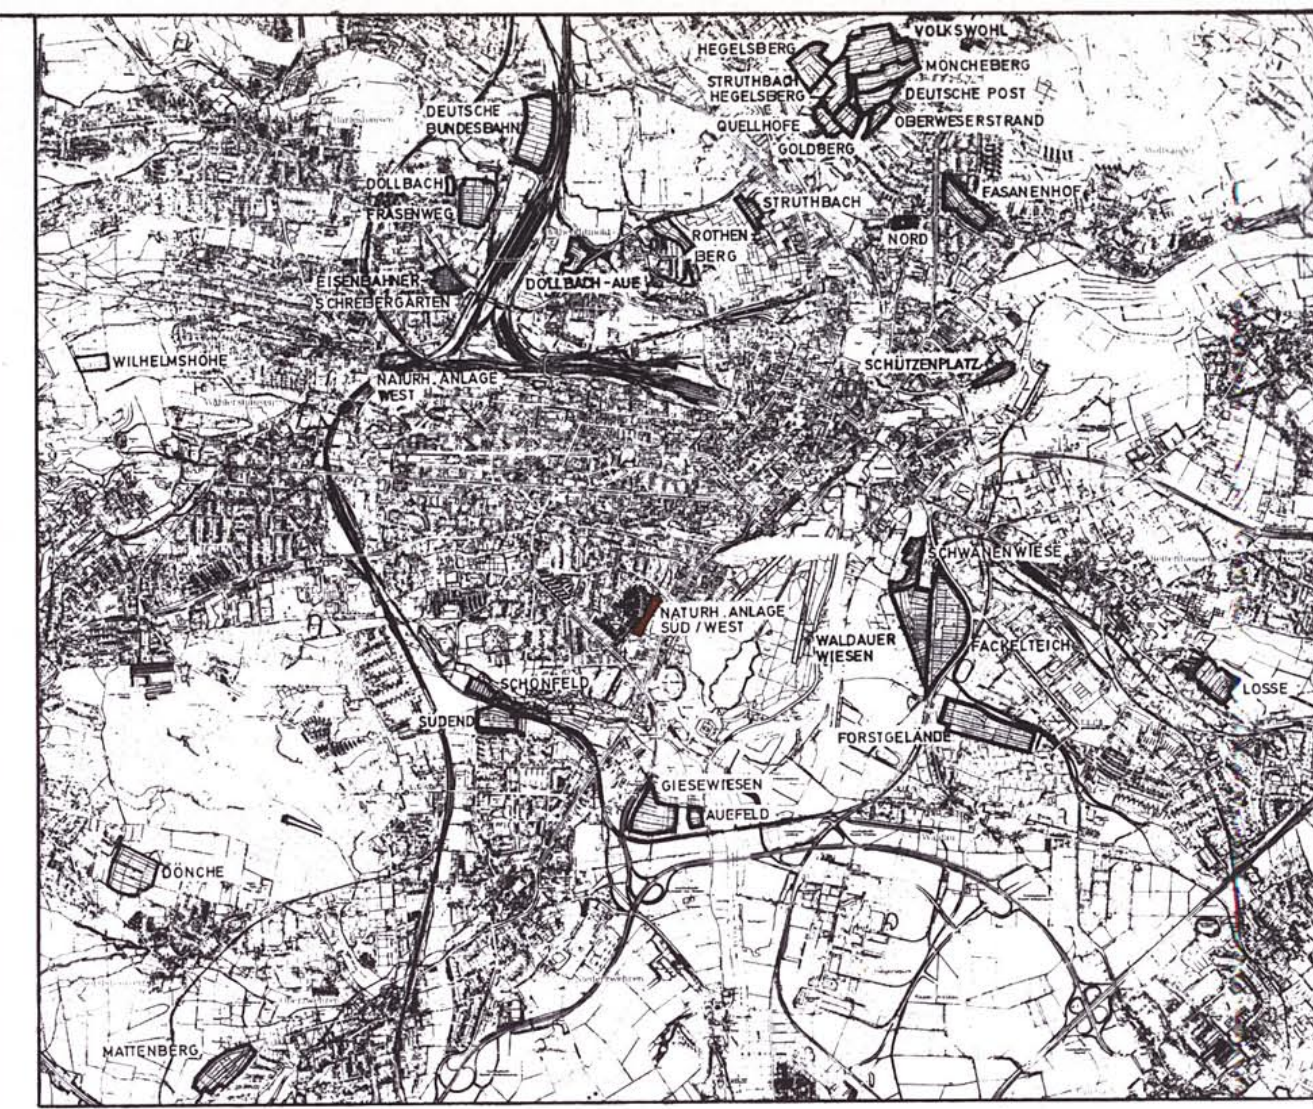 HEGELSBERG
VOLKSWOHL
STRUTHBACH
HEGELSBERG
MÖNCHEBERG
DEUTSCHE POST
QUELLHÖFE
OBERWESERSTRAND
GOLDBERG
DEUTSCHE
BUNDESBAHN
DÖLLBACH
FRASENWEG
STRUTHBACH
FASANENHOF
ROTHEN
BERG
NORD
EISENBAHNER
SCHREBERGÄRTEN
DÖLLBACH-AUE
WILHELMSHÖHE
SCHÜTZENPLATZ
NATURH. ANLAGE
WEST
SCHWANENWIESE
NATURH. ANLAGE
SÜD / WEST
WALDAUER
WIESEN
FACKELTEICH
SCHÖNFELD
LOSSE
SÜDEND
FORSTGELÄNDE
GIESEWIESEN
AUEFELD
DÖNCHE
MATTENBERG